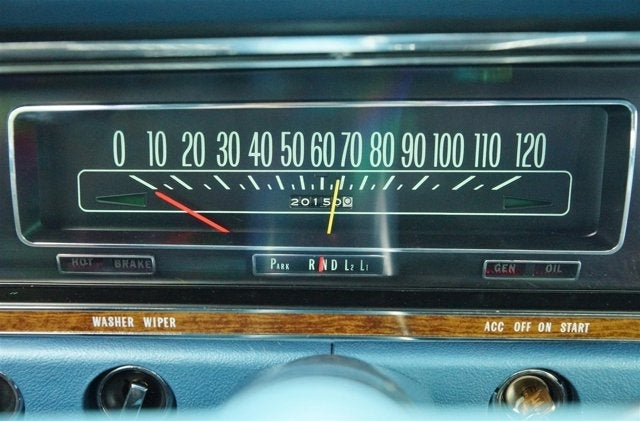 0 10 20 30 40 50 60 70 80 90 100 110 120
20150
HOT BRAKE
PARK R N D L2 L1
GEN OIL
WASHER WIPER
ACC OFF ON START